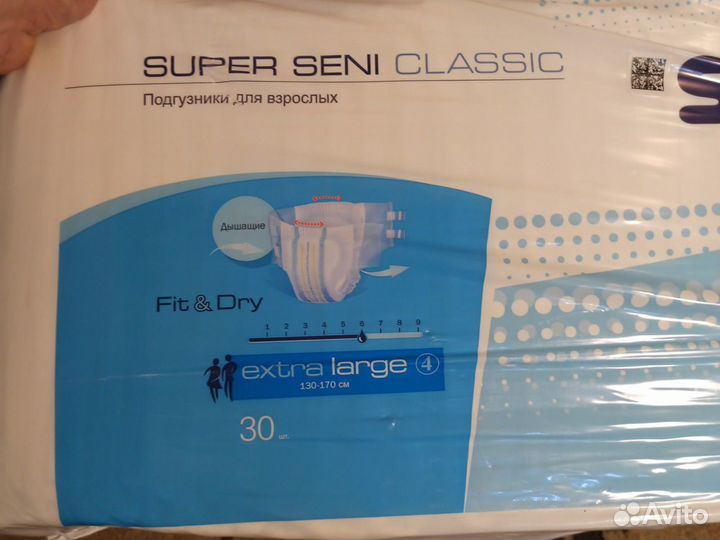 SUPER SENI CLASSIC
Подгузники для взрослых
S
Дышащие
Fit & Dry
1 2 3 4 5 6 7 8 9
extra large 4
130-170 см
30 шт.
Avito